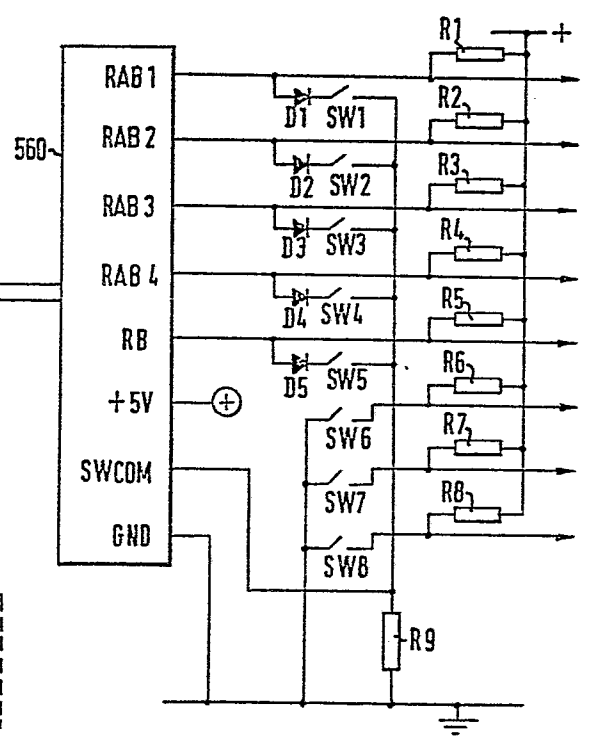 R1
+
RAB 1
D1 SW1
R2
RAB 2
560
D2 SW2
R3
RAB 3
D3 SW3
R4
RAB 4
D4 SW4
R5
RB
D5 SW5
R6
+5V
+
SW6
R7
SWCOM
SW7
R8
GND
SW8
R9